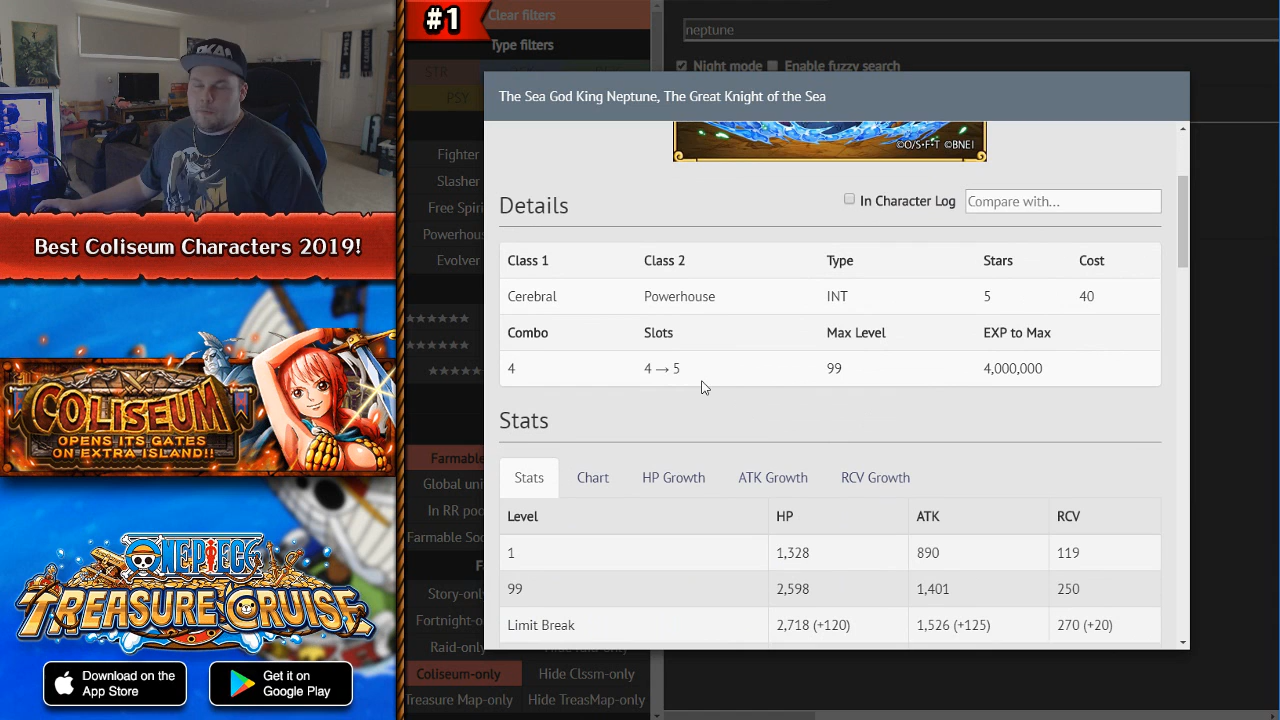 #1
Clear filters
neptune
Type filters
STR
PSY
Night mode
Enable fuzzy search
The Sea God King Neptune, The Great Knight of the Sea
©O/S・F・T ©BNEI
Fighter
Slasher
Free Spiri
Powerhou
Evolver
Details
In Character Log
Compare with...
Class 1 Class 2 Type Stars Cost
Cerebral Powerhouse INT 5 40
Combo Slots Max Level EXP to Max
4 4 → 5 99 4,000,000
Stats
Stats Chart HP Growth ATK Growth RCV Growth
Level HP ATK RCV
1 1,328 890 119
99 2,598 1,401 250
Limit Break 2,718 (+120) 1,526 (+125) 270 (+20)
Best Coliseum Characters 2019!
COLISEUM
OPENS ITS GATES
ON EXTRA ISLAND!!
ONE PIECE
TREASURE CRUISE
Download on the
App Store
Get it on
Google Play
Farmable
Global uni
In RR poo
Farmable Soc
F
Story-only
Fortnight-o
Raid-only
Coliseum-only
Hide Clssm-only
Treasure Map-only
Hide TreasMap-only